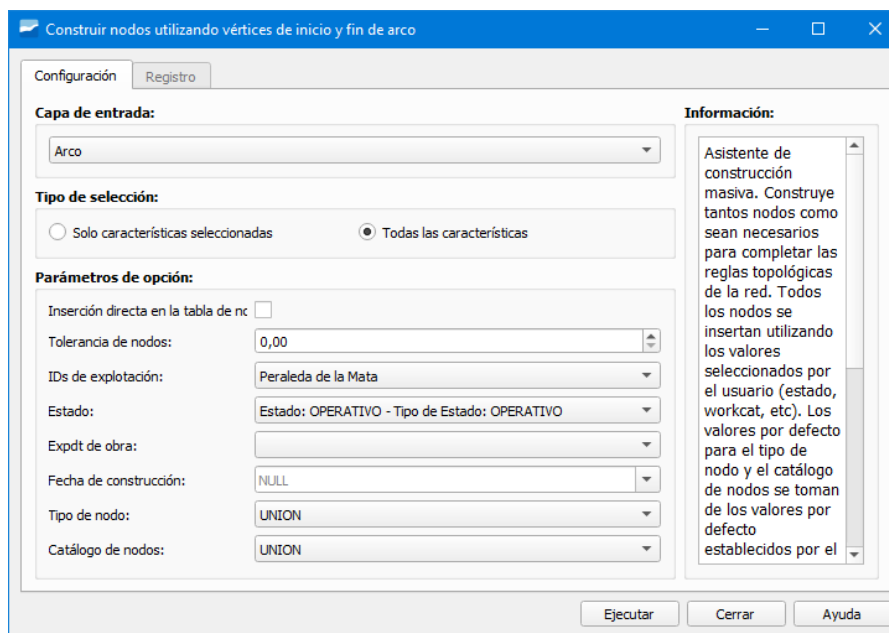 Construir nodos utilizando vértices de inicio y fin de arco
Configuración
Registro
Capa de entrada:
Arco
Tipo de selección:
Solo características seleccionadas
Todas las características
Parámetros de opción:
Inserción directa en la tabla de no
Tolerancia de nodos:
0,00
IDs de explotación:
Peraleda de la Mata
Estado:
Estado: OPERATIVO - Tipo de Estado: OPERATIVO
Expdt de obra:
Fecha de construcción:
NULL
Tipo de nodo:
UNION
Catálogo de nodos:
UNION
Información:
Asistente de
construcción
masiva. Construye
tantos nodos como
sean necesarios
para completar las
reglas topológicas
de la red. Todos
los nodos se
insertan utilizando
los valores
seleccionados por
el usuario (estado,
workcat, etc). Los
valores por defecto
para el tipo de
nodo y el catálogo
de nodos se toman
de los valores por
defecto
establecidos por el
Ejecutar
Cerrar
Ayuda